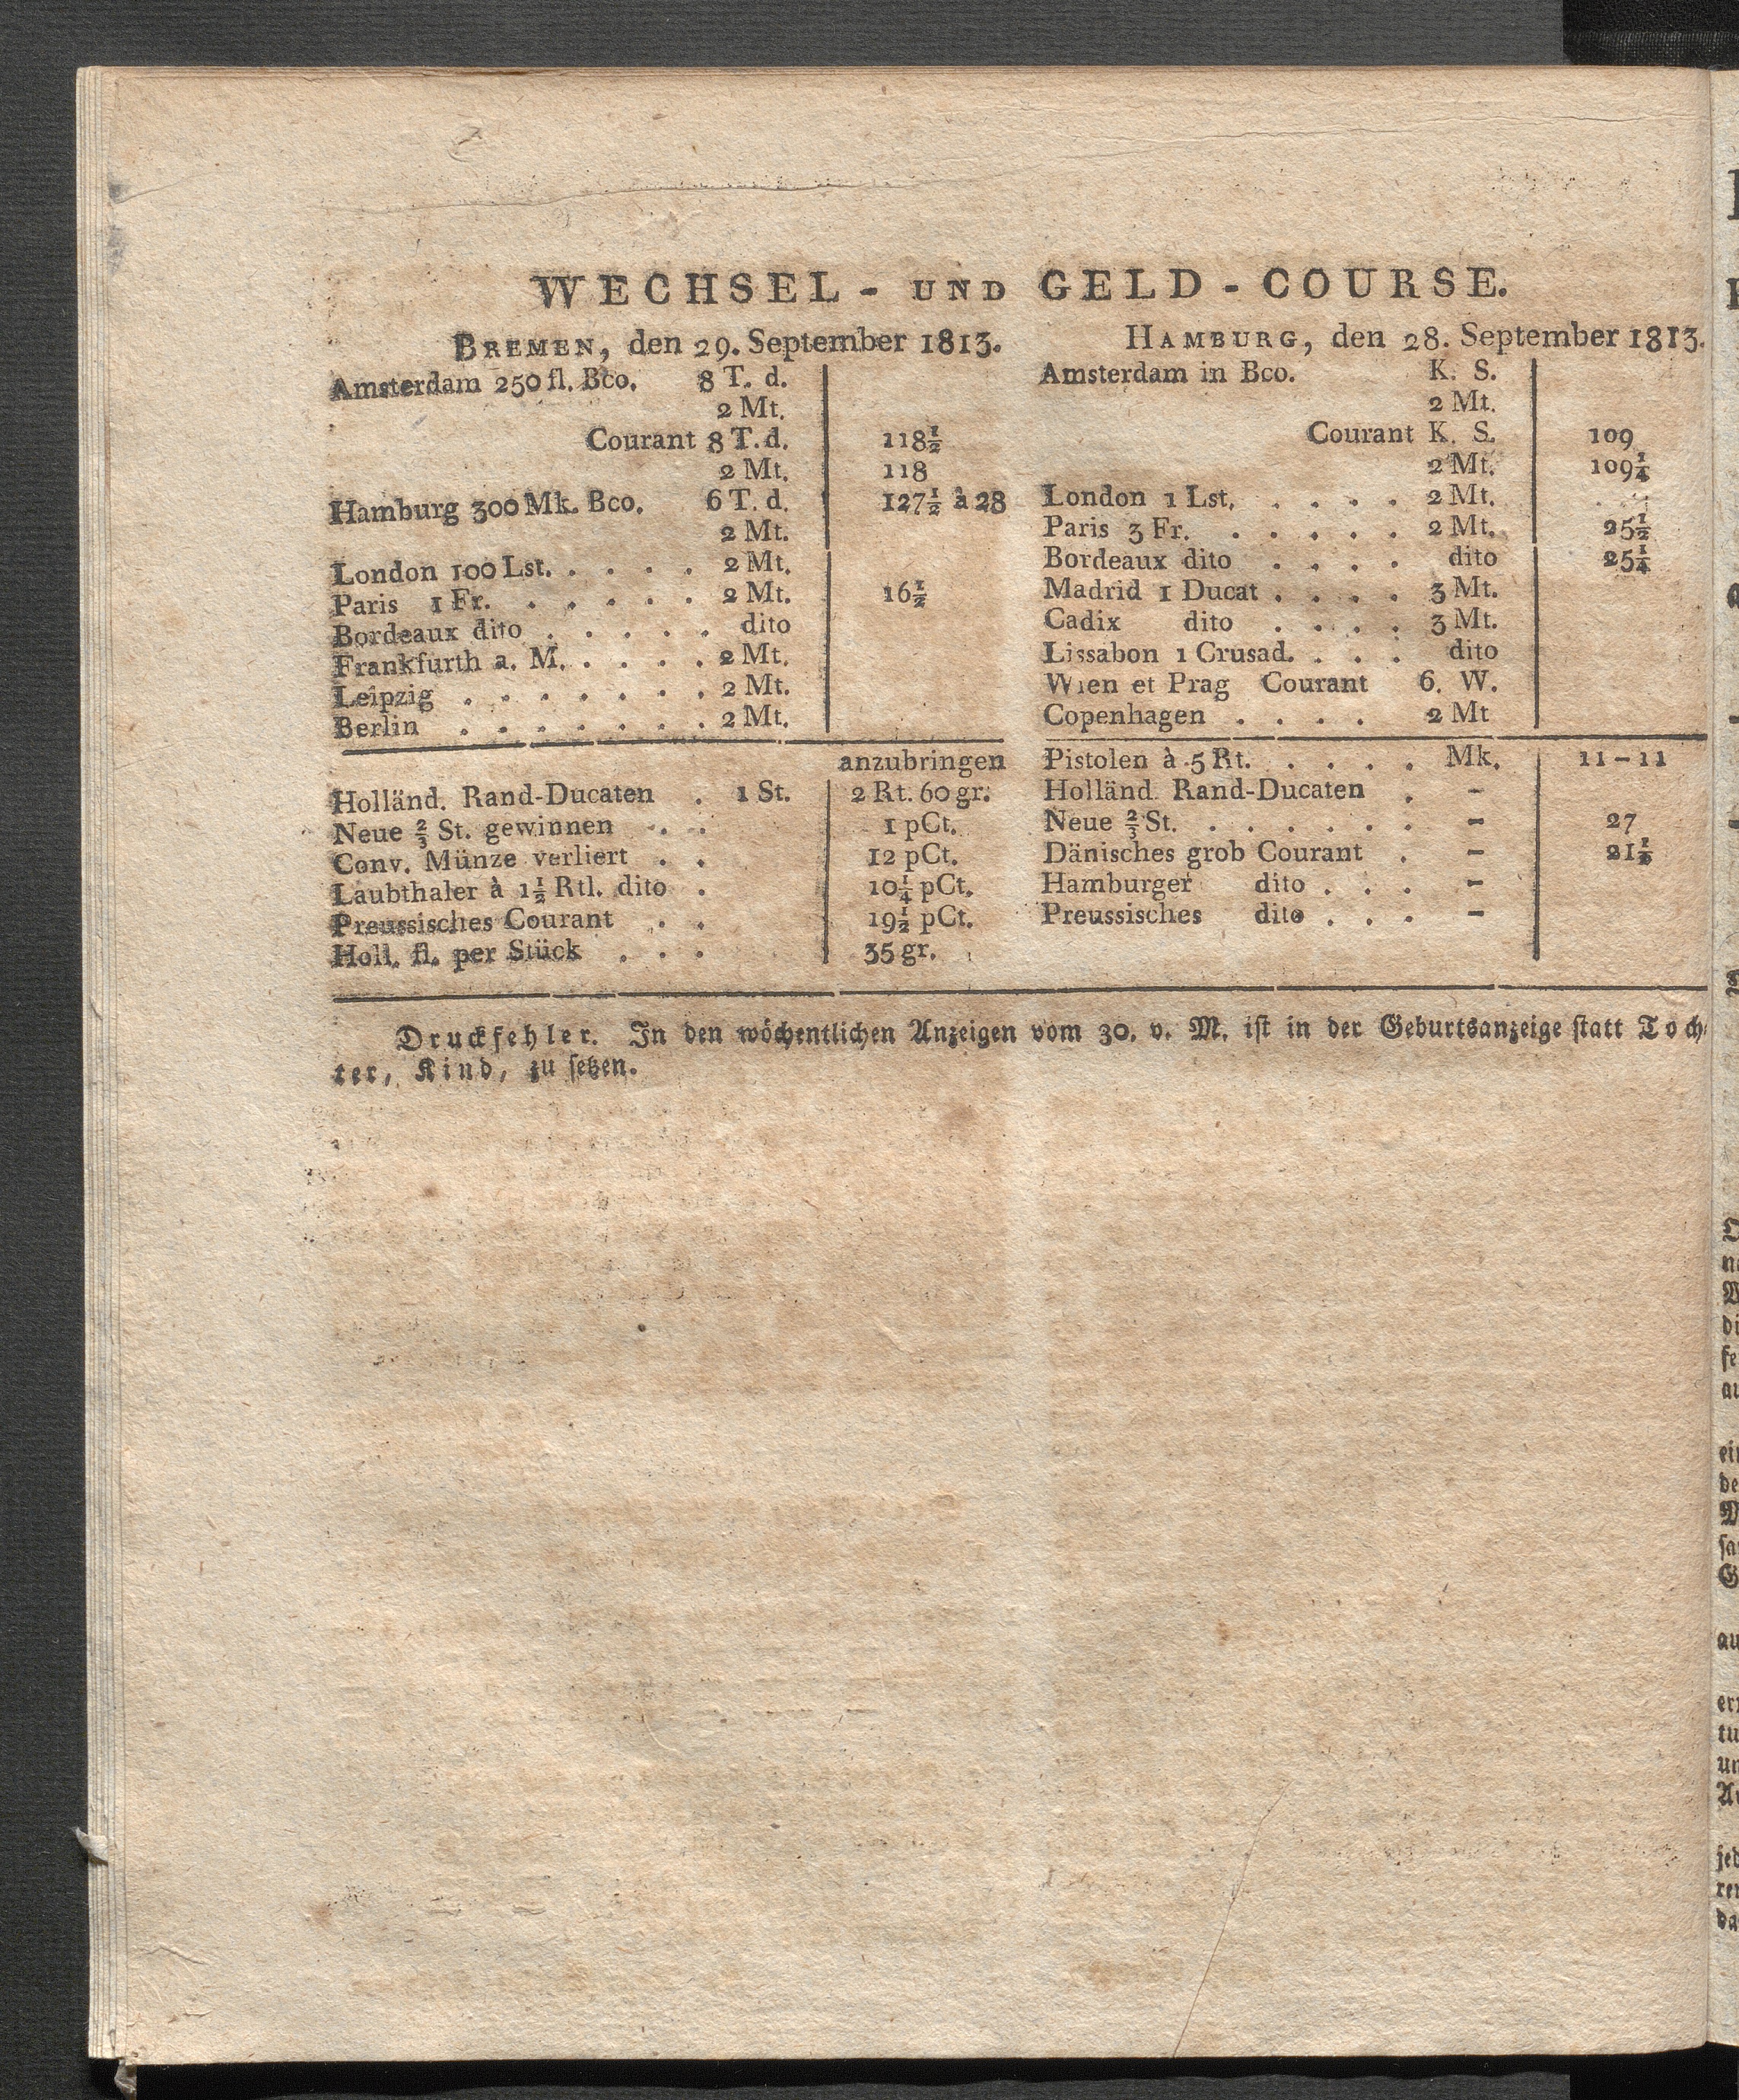 WECHSEL - UND GELD - COURSE.
BREMEN, den 29. September 1813.
Amsterdam 250 fl. Bco. 8 T. d.
2 Mt.
Courant 8 T. d. 118½
2 Mt. 118
Hamburg 300 Mk. Bco. 6 T. d. 127½ à 28
2 Mt.
London 100 Lst. . . . . 2 Mt.
Paris 1 Fr. . . . . . . 2 Mt. 16½
Bordeaux dito . . . . . dito
Frankfurth a. M. . . . . 2 Mt.
Leipzig . . . . . . . 2 Mt.
Berlin . . . . . . . 2 Mt.
anzubringen
Holländ. Rand-Ducaten . 1 St. 2 Rt. 60 gr.
Neue ⅔ St. gewinnen . . 1 pCt.
Conv. Münze verliert . . 12 pCt.
Laubthaler à 1½ Rtl. dito . 10¼ pCt.
Preussisches Courant . . 19½ pCt.
Holl. fl. per Stück . . . 35 gr.
HAMBURG, den 28. September 1813.
Amsterdam in Bco. K. S.
2 Mt.
Courant K. S. 109
2 Mt. 109¼
London 1 Lst. . . . . 2 Mt.
Paris 3 Fr. . . . . . 2 Mt. 25½
Bordeaux dito . . . . dito 25¼
Madrid 1 Ducat . . . . 3 Mt.
Cadix dito . . . . 3 Mt.
Lissabon 1 Crusad. . . . dito
Wien et Prag Courant 6. W.
Copenhagen . . . . 2 Mt
Pistolen à 5 Rt. . . . . Mk. 11 – 11
Holländ. Rand-Ducaten . -
Neue ⅔ St. . . . . . . - 27
Dänisches grob Courant . - 21½
Hamburger dito . . . -
Preussisches dito . . . -
Druckfehler. In den wöchentlichen Anzeigen vom 30. v. M. ist in der Geburtsanzeige statt Toch-
ter, Kind, zu setzen.